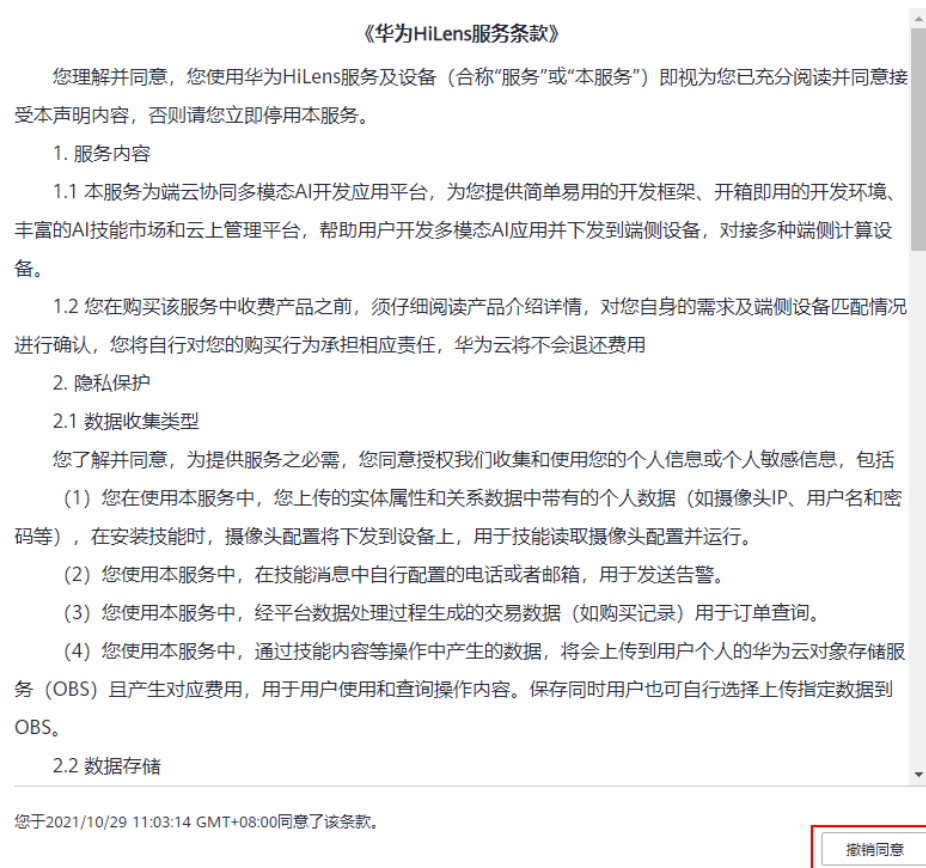 《华为HiLens服务条款》
您理解并同意，您使用华为HiLens服务及设备（合称“服务”或“本服务”）即视为您已充分阅读并同意接
受本声明内容，否则请您立即停用本服务。
1. 服务内容
1.1 本服务为端云协同多模态AI开发应用平台，为您提供简单易用的开发框架、开箱即用的开发环境、
丰富的AI技能市场和云上管理平台，帮助用户开发多模态AI应用并下发到端侧设备，对接多种端侧计算设
备。
1.2 您在购买该服务中收费产品之前，须仔细阅读产品介绍详情，对您自身的需求及端侧设备匹配情况
进行确认，您将自行对您的购买行为承担相应责任，华为云将不会退还费用
2. 隐私保护
2.1 数据收集类型
您了解并同意，为提供服务之必需，您同意授权我们收集和使用您的个人信息或个人敏感信息，包括
（1）您在使用本服务中，您上传的实体属性和关系数据中带有的个人数据（如摄像头IP、用户名和密
码等），在安装技能时，摄像头配置将下发到设备上，用于技能读取摄像头配置并运行。
（2）您使用本服务中，在技能消息中自行配置的电话或者邮箱，用于发送告警。
（3）您使用本服务中，经平台数据处理过程生成的交易数据（如购买记录）用于订单查询。
（4）您使用本服务中，通过技能内容等操作中产生的数据，将会上传到用户个人的华为云对象存储服
务（OBS）且产生对应费用，用于用户使用和查询操作内容。保存同时用户也可自行选择上传指定数据到
OBS。
2.2 数据存储
您于2021/10/29 11:03:14 GMT+08:00同意了该条款。
撤销同意